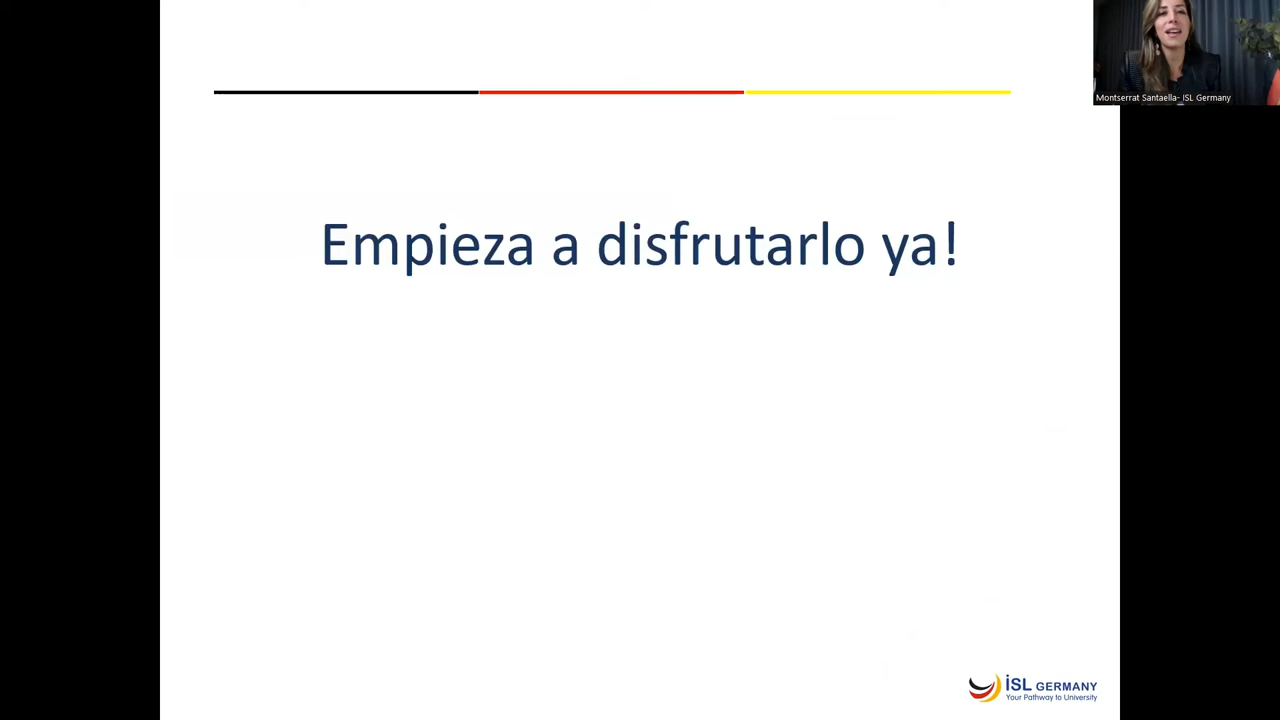 Montserrat Santaella- ISL Germany
Empieza a disfrutarlo ya!
iSL GERMANY
Your Pathway to University